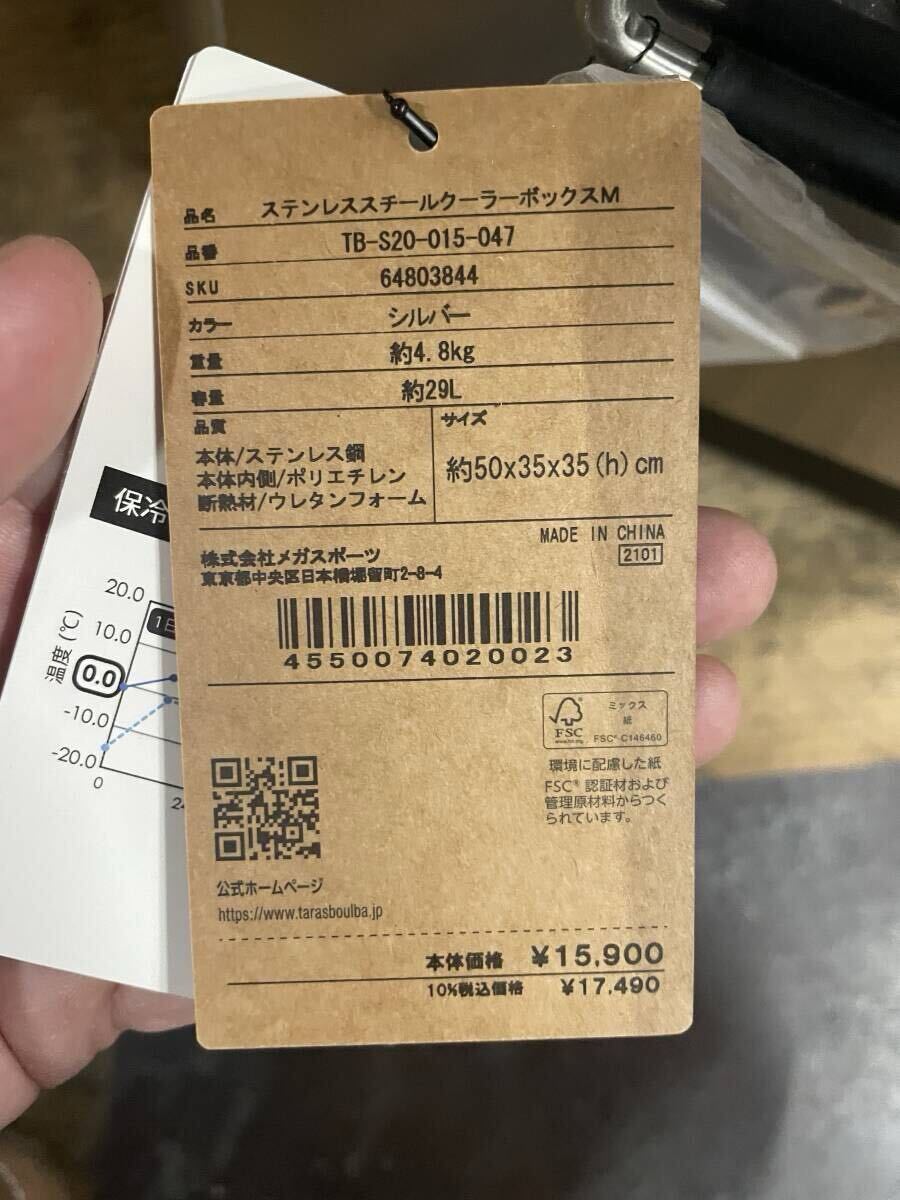 品名 ステンレススチールクーラーボックスM
品番 TB-S20-015-047
SKU 64803844
カラー シルバー
重量 約4.8kg
容量 約29L
品質
本体/ステンレス鋼
本体内側/ポリエチレン
断熱材/ウレタンフォーム
サイズ
約50x35x35(h)cm
MADE IN CHINA
2101
株式会社メガスポーツ
東京都中央区日本橋堀留町2-8-4
4550074020023
FSC
ミックス
紙
FSC® C146460
環境に配慮した紙
FSC® 認証材および
管理原材料からつく
られています。
公式ホームページ
https://www.tarasboulba.jp
本体価格 ¥15,900
10%税込価格 ¥17,490
保冷
温度(℃)
20.0
10.0
0.0
-10.0
-20.0
0
1日